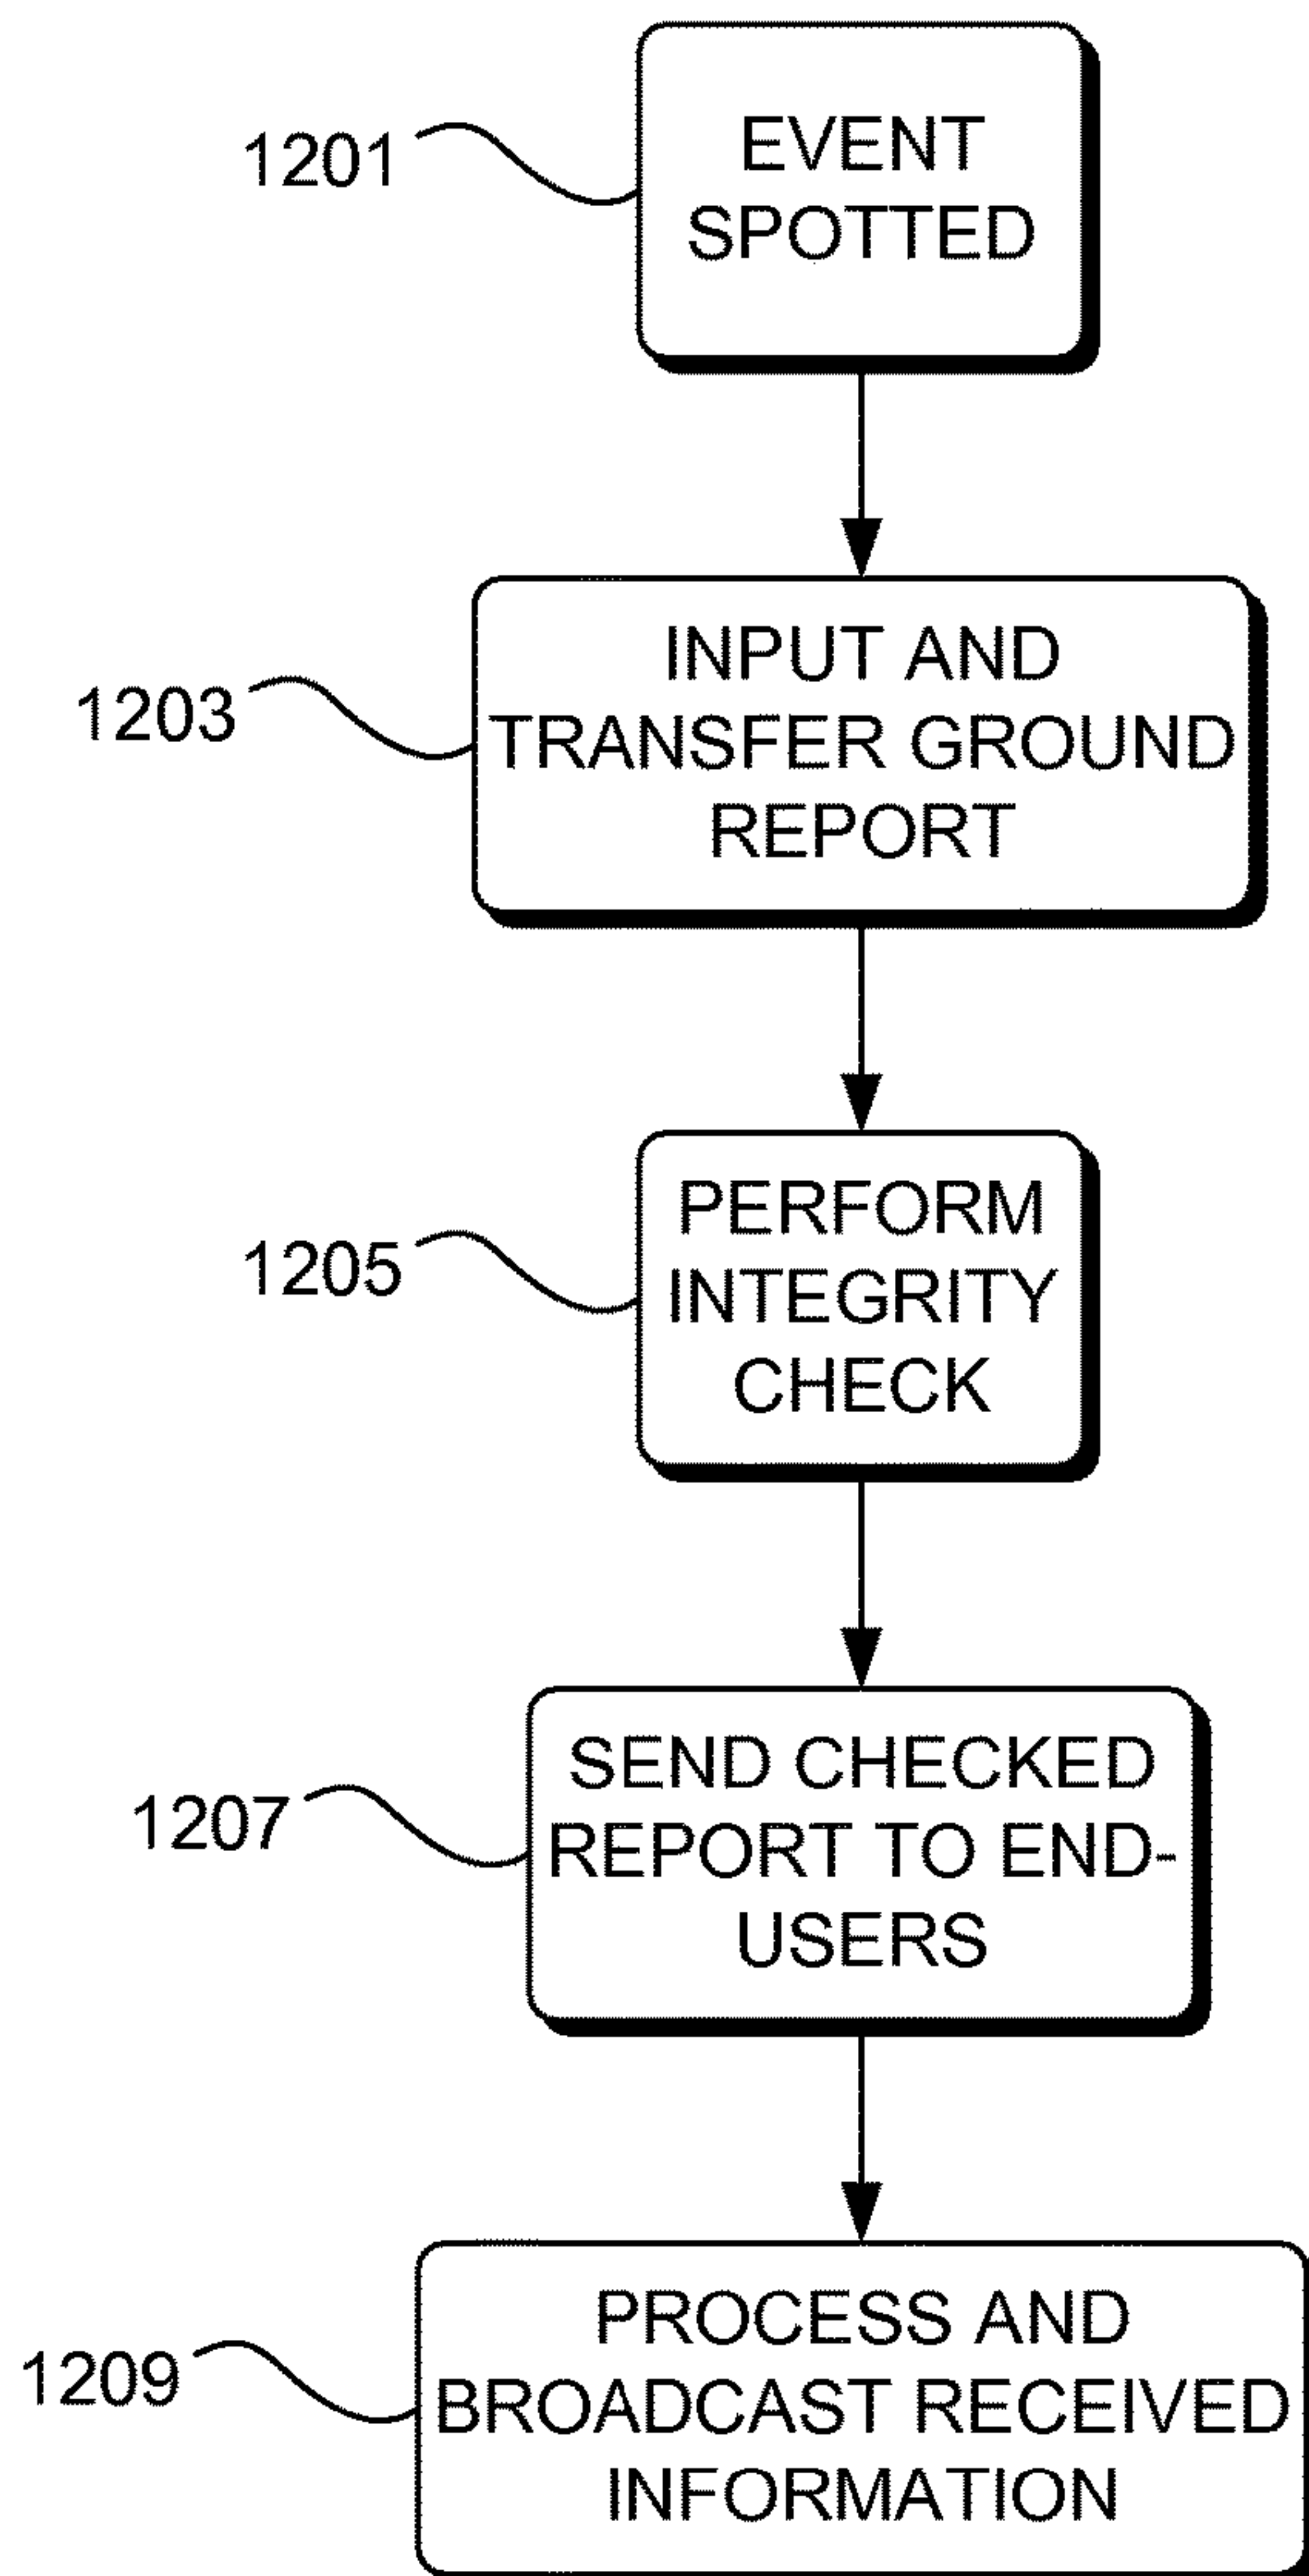 1201
EVENT
SPOTTED
1203
INPUT AND
TRANSFER GROUND
REPORT
1205
PERFORM
INTEGRITY
CHECK
1207
SEND CHECKED
REPORT TO END-
USERS
1209
PROCESS AND
BROADCAST RECEIVED
INFORMATION